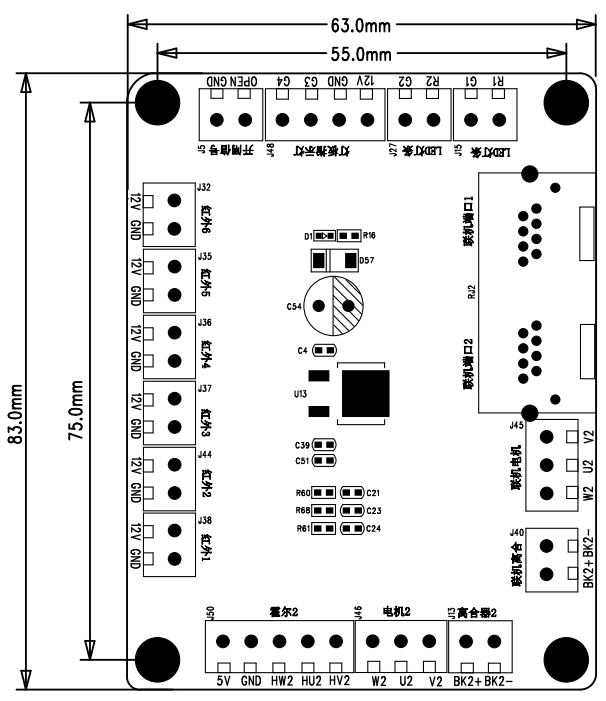 63.0mm
55.0mm
83.0mm
75.0mm
GND OPEN
J5 开闸信号
G4 G3 GND 12V
J48 灯板指示灯
G2 R2
J27 LED灯条
G1 R1
J15 LED灯条
J32
12V
GND
红外6
J35
12V
GND
红外5
J36
12V
GND
红外4
J37
12V
GND
红外3
J44
12V
GND
红外2
J38
12V
GND
红外1
D1 R16
D57
C54
C4
U13
C39
C51
R60 C21
R68 C23
R61 C24
联机端口1
RJ2
联机端口2
J45
联机电机
V2
U2
W2
J40
联机离合
BK2-
BK2+
J50 霍尔2
5V GND HW2 HU2 HV2
J46 电机2
W2 U2 V2
J13 离合器2
BK2+ BK2-